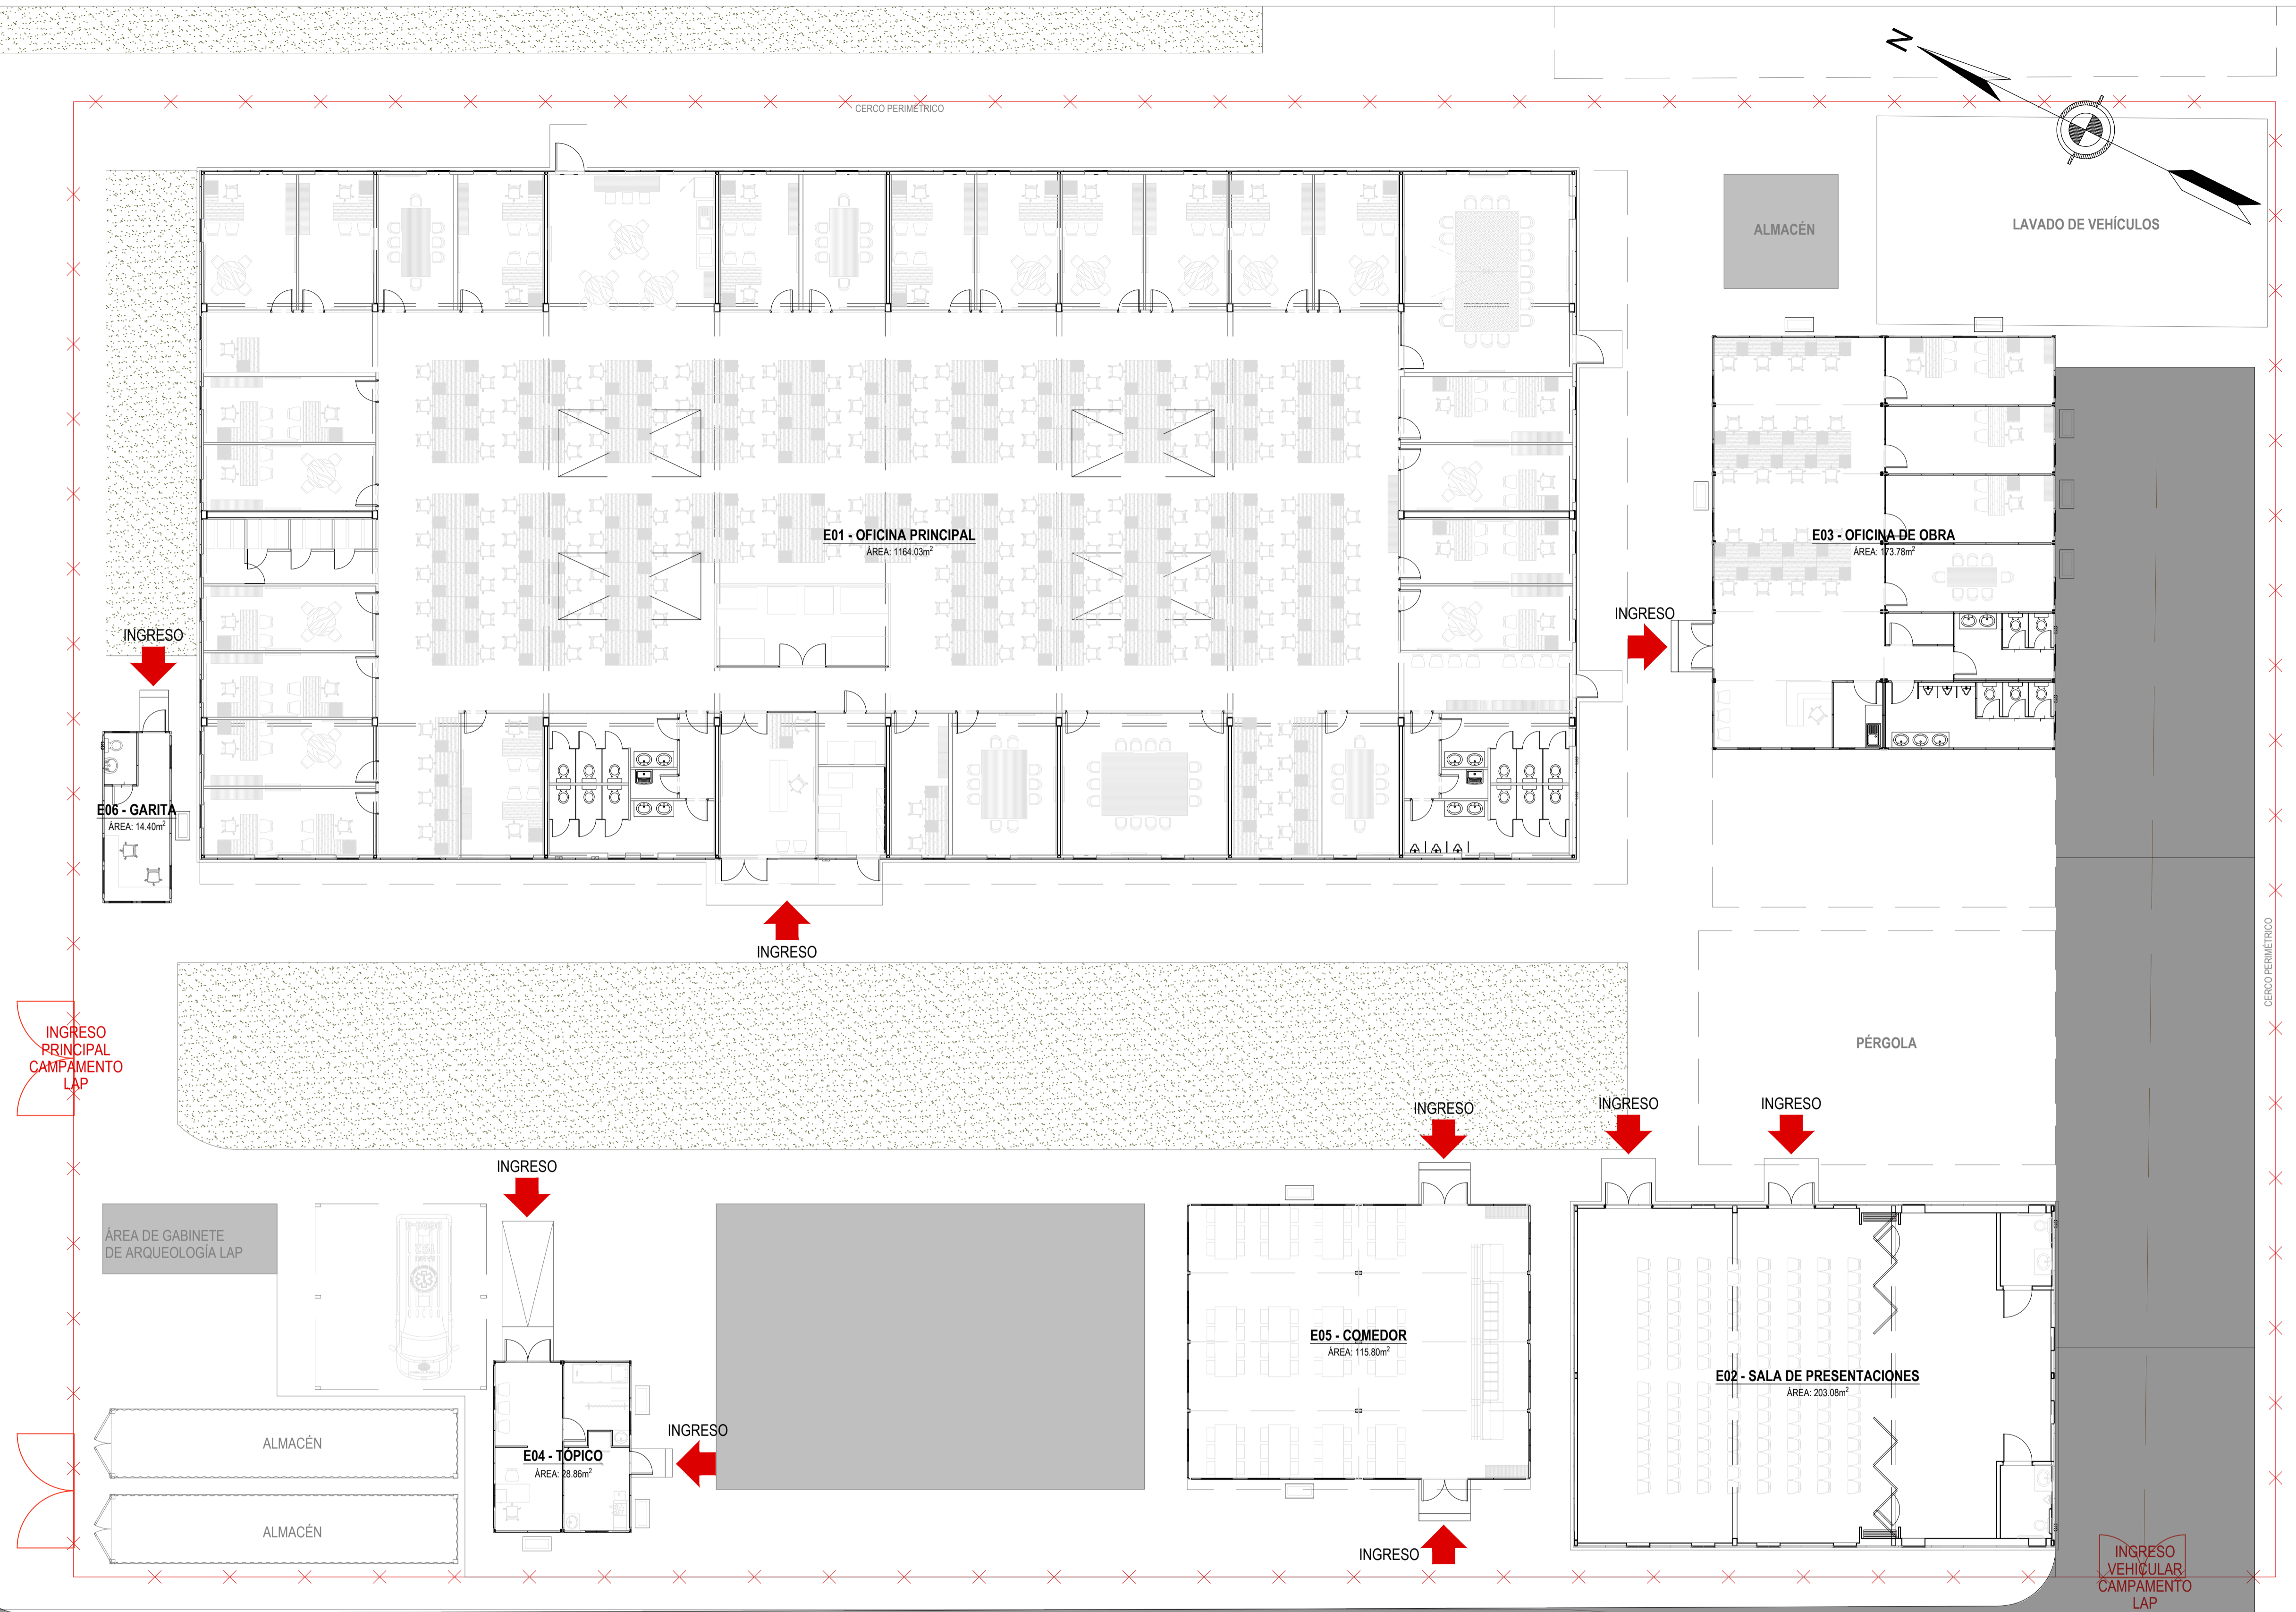 N
CERCO PERIMÉTRICO
ALMACÉN
LAVADO DE VEHÍCULOS
E01 - OFICINA PRINCIPAL
ÁREA: 1164.03m²
E03 - OFICINA DE OBRA
ÁREA: 173.78m²
INGRESO
INGRESO
E06 - GARITA
ÁREA: 14.40m²
INGRESO
CERCO PERIMÉTRICO
INGRESO
PRINCIPAL
CAMPAMENTO
LAP
PÉRGOLA
INGRESO
INGRESO
INGRESO
INGRESO
ÁREA DE GABINETE
DE ARQUEOLOGÍA LAP
E05 - COMEDOR
ÁREA: 115.80m²
E02 - SALA DE PRESENTACIONES
ÁREA: 203.08m²
INGRESO
ALMACÉN
E04 - TÓPICO
ÁREA: 28.86m²
ALMACÉN
INGRESO
INGRESO
VEHÍCULAR
CAMPAMENTO
LAP